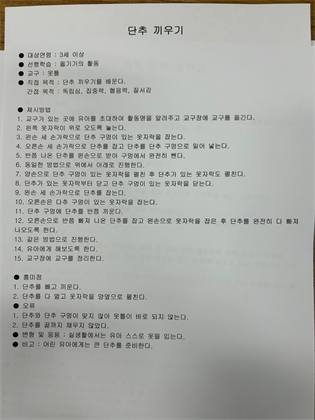 단추 끼우기
● 대상연령 : 3세 이상
● 선행학습 : 옮기기의 활동
● 교구 : 옷틀
● 직접 목적 : 단추 끼우기를 배운다.
간접 목적 : 독립심, 집중력, 협응력, 질서감
● 제시방법
1. 교구가 있는 곳에 유아를 초대하여 활동명을 알려주고 교구장에 교구를 옮긴다.
2. 왼쪽 옷자락이 위로 오도록 놓는다.
3. 왼손 세 손가락으로 단추 구멍이 있는 옷자락을 잡는다.
4. 오른손 세 손가락으로 단추를 잡고 단추를 단추 구멍으로 밀어 넣는다.
5. 반쯤 나온 단추를 왼손으로 받아 구멍에서 완전히 뺀다.
6. 동일한 방법으로 위에서 아래로 진행한다.
7. 양손으로 단추 구멍이 있는 옷자락을 펼친 후 단추가 있는 옷자락도 펼친다.
8. 단추가 있는 옷자락부터 닫고 단추 구멍이 있는 옷자락을 닫는다.
9. 왼손 세 손가락으로 단추를 잡는다.
10. 오른손은 다추 구멍이 있는 옷자락을 잡는다.
11. 단추 구멍에 단추를 반쯤 끼운다.
12. 오른손으로 반쯤 빠져 나온 단추를 잡고 왼손으로 옷자락을 잡은 후 단추를 완전히 다 빠져
나오도록 한다.
13. 같은 방법으로 진행한다.
14. 유아에게 해보도록 한다.
15. 교구장에 교구를 정리한다.
● 흥미점
1. 단추를 빼고 끼운다.
2. 단추를 다 열고 옷자락을 양옆으로 펼친다.
● 오류
1. 단추와 단추 구멍이 맞지 않아 옷틀이 바로 되지 않는다.
2. 단추를 끝까지 채우지 않았다.
● 변형 및 응용 : 실생활에서는 유아 스스로 옷을 입는다.
● 비고 : 어린 유아에게는 큰 단추를 준비한다.